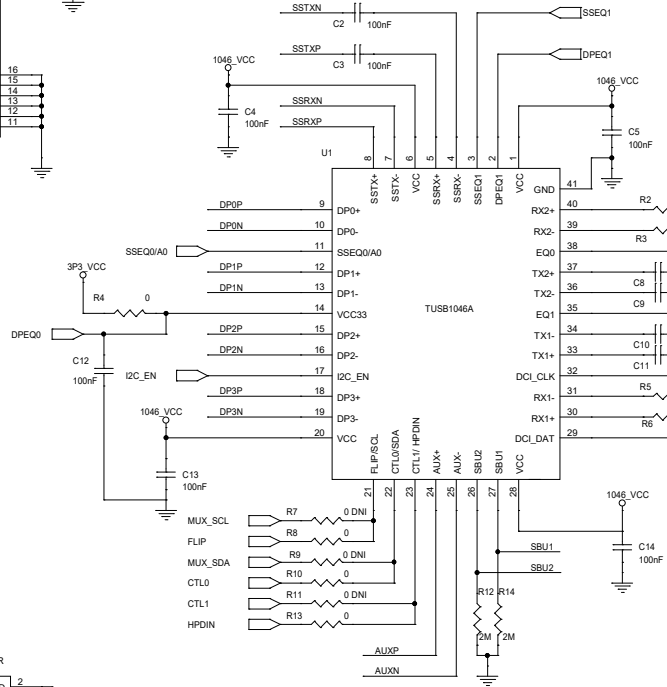 SSTXN
C2 100nF
SSEQ1
SSTXP
C3 100nF
DPEQ1
1046_VCC
1046_VCC
16
15
14
13
12
11
C4
100nF
SSRXN
SSRXP
C5
100nF
U1
8 7 6 5 4 3 2 1
SSTX+ SSTX- VCC SSRX+ SSRX- SSEQ1 DPEQ1 VCC
GND 41
DP0P 9 DP0+
RX2+ 40 R2
DP0N 10 DP0-
RX2- 39 R3
SSEQ0/A0 11 SSEQ0/A0
EQ0 38
3P3_VCC
DP1P 12 DP1+
TX2+ 37 C8
DP1N 13 DP1-
TX2- 36 C9
R4 0
14 VCC33
TUSB1046A
EQ1 35
DPEQ0
DP2P 15 DP2+
TX1- 34 C10
DP2N 16 DP2-
TX1+ 33 C11
C12
100nF
I2C_EN 17 I2C_EN
DCI_CLK 32
DP3P 18 DP3+
RX1- 31 R5
DP3N 19 DP3-
RX1+ 30 R6
1046_VCC
20 VCC
DCI_DAT 29
FLIP/SCL CTL0/SDA CTL1/ HPDIN AUX+ AUX- SBU2 SBU1 VCC
21 22 23 24 25 26 27 28
C13
100nF
1046_VCC
MUX_SCL R7 0 DNI
FLIP R8 0
C14
100nF
MUX_SDA R9 0 DNI
SBU1
CTL0 R10 0
SBU2
CTL1 R11 0 DNI
R12 R14
HPDIN R13 0
2M 2M
AUXP
R
AUXN
2